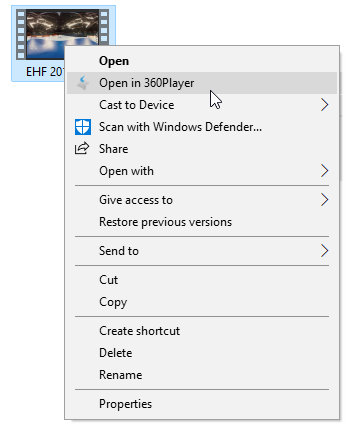 EHF 20
Open
Open in 360Player
Cast to Device
Scan with Windows Defender...
Share
Open with
Give access to
Restore previous versions
Send to
Cut
Copy
Create shortcut
Delete
Rename
Properties